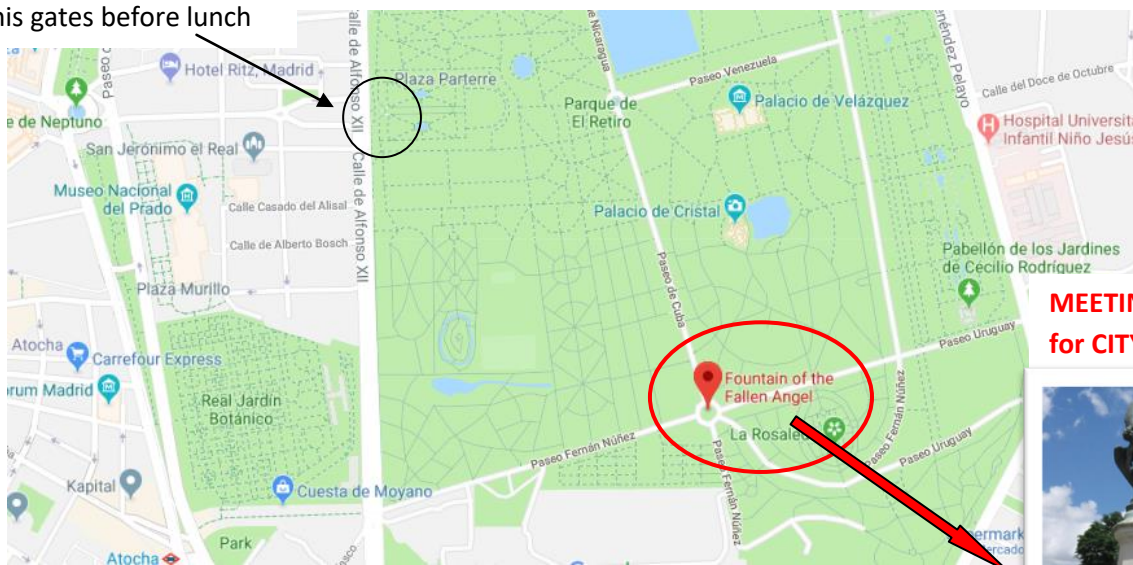 his gates before lunch
Calle de Alfonso XII
Calle de Alfonso XII
Hotel Ritz, Madrid
Plaza Parterre
Paseo
de Neptuno
San Jerónimo el Real
Museo Nacional
del Prado
Calle Casado del Alisal
Calle de Alberto Bosch
Plaza Murillo
Atocha
Carrefour Express
Real Jardín
Botánico
Kapital
Cuesta de Moyano
Park
Atocha
de Nicaragua
Parque de
El Retiro
Paseo Venezuela
Palacio de Velázquez
Palacio de Cristal
Paseo de Cuba
Menéndez Pelayo
Calle del Doce de Octubre
Hospital Universita
Infantil Niño Jesús
Pabellón de los Jardines
de Cecilio Rodríguez
MEETIN
for CITY
Paseo Uruguay
Fountain of the
Fallen Angel
La Rosale
Paseo Fernán Núñez
Paseo Fernán Núñez
Paseo Fernán Núñez
Paseo Uruguay